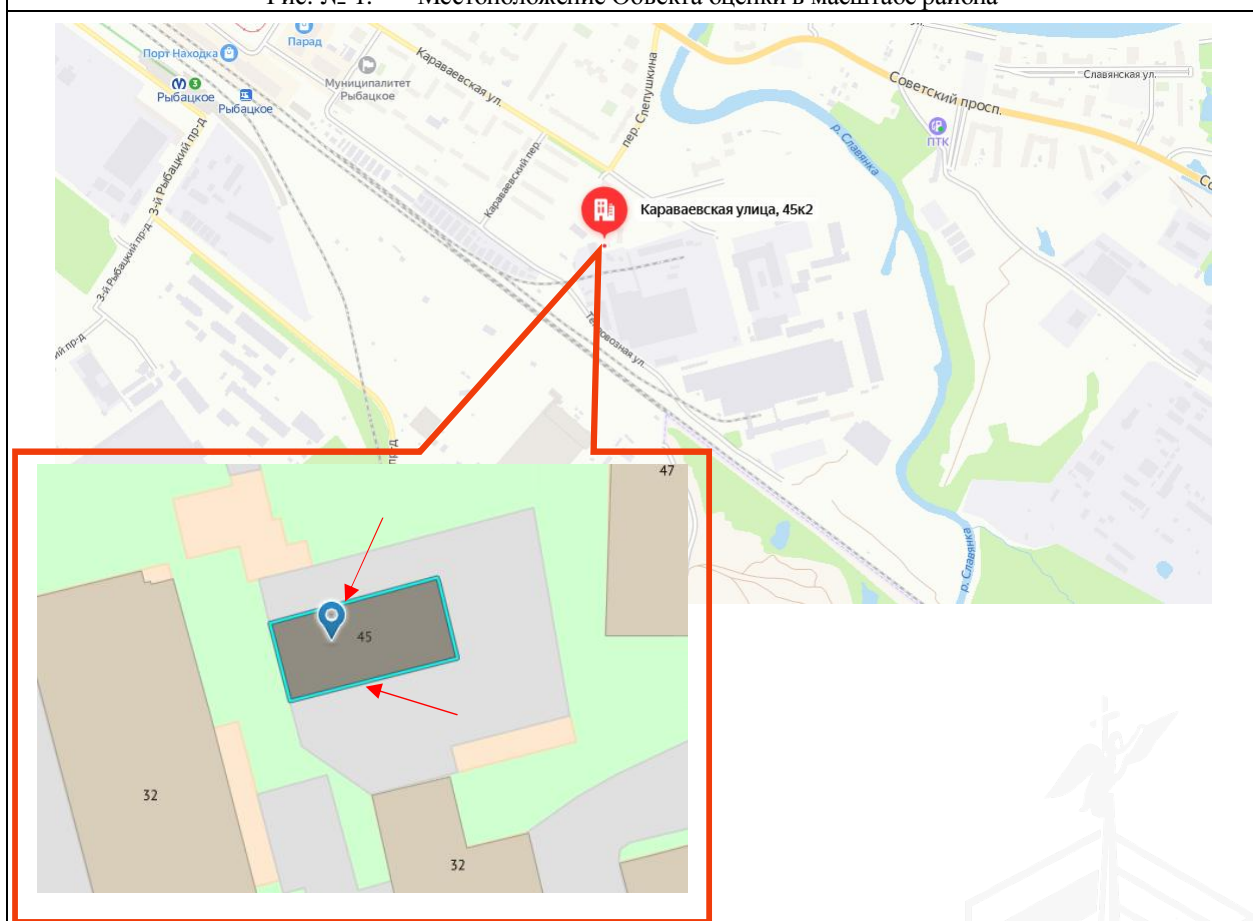 Рис. № 1. Местоположение Объекта оценки в масштабе района
Порт Находка
Парад
Караваевская ул.
Муниципалитет
Рыбацкое
3
Рыбацкое
Рыбацкое
пер. Слепушкина
Советский просп.
Славянская ул.
ПТК
р. Славянка
3-й Рыбацкий пр-д
Караваевский пер.
Караваевская улица, 45к2
3-й Рыбацкий пр-д
Тепловозная ул.
пр-д
р. Славянка
47
45
32
32